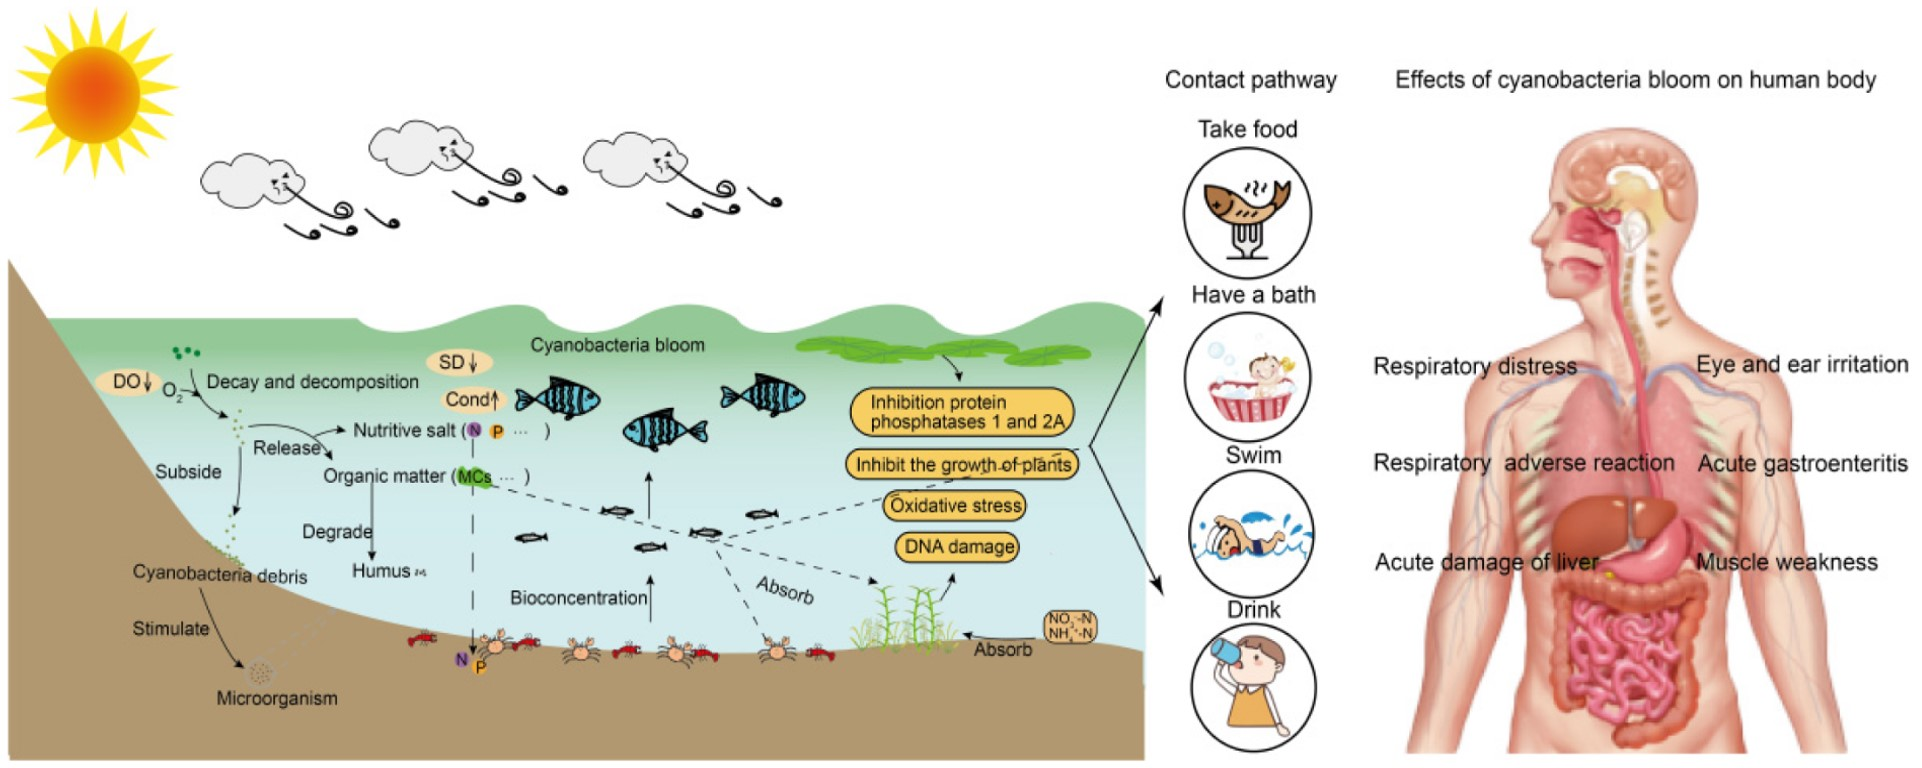 Contact pathway
Effects of cyanobacteria bloom on human body
Take food
Have a bath
Swim
Drink
Cyanobacteria bloom
SD↓
DO↓
O2
Decay and decomposition
Cond↑
Nutritive salt (N P ··· )
Release
Organic matter (MCs ··· )
Subside
Degrade
Humus
Cyanobacteria debris
Stimulate
Microorganism
N
P
Bioconcentration
Absorb
Inhibition protein
phosphatases 1 and 2A
Inhibit the growth of plants
Oxidative stress
DNA damage
NO3--N
NH4+-N
Absorb
Respiratory distress
Eye and ear irritation
Respiratory adverse reaction
Acute gastroenteritis
Acute damage of liver
Muscle weakness